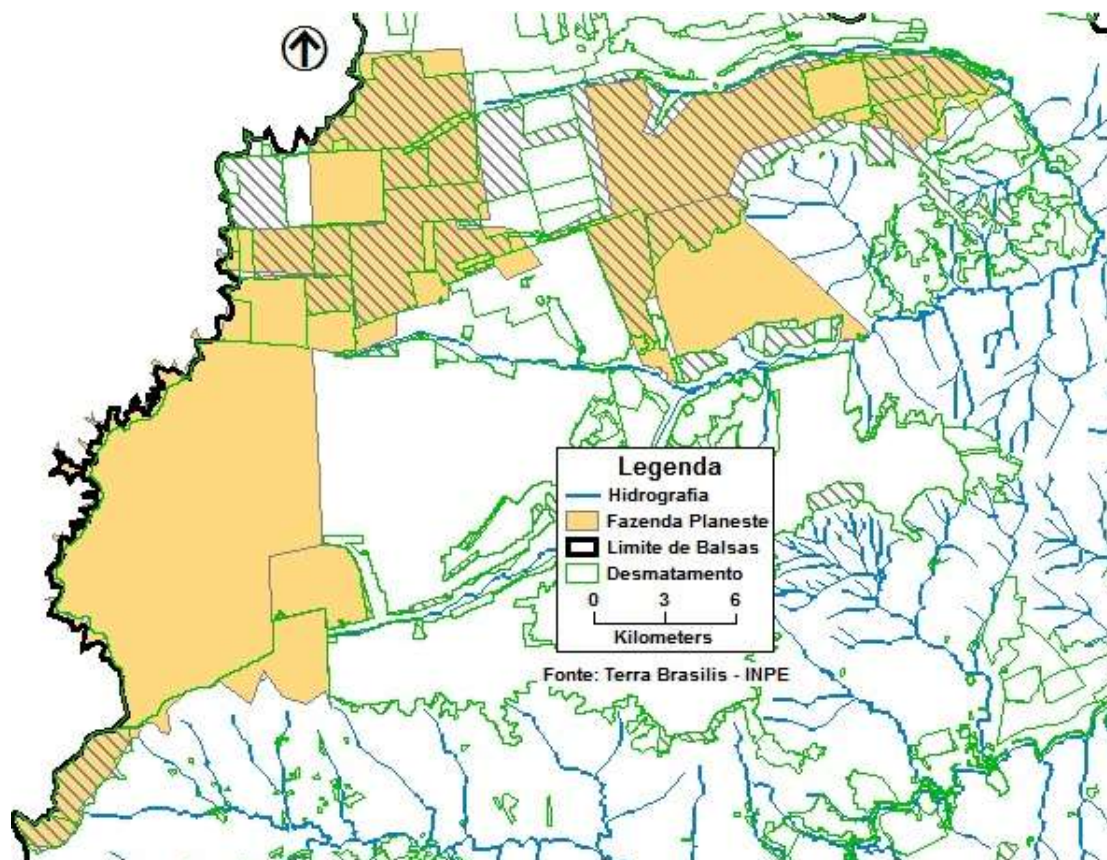 Legenda
Hidrografia
Fazenda Planeste
Limite de Balsas
Desmatamento
0 3 6
Kilometers
Fonte: Terra Brasilis - INPE